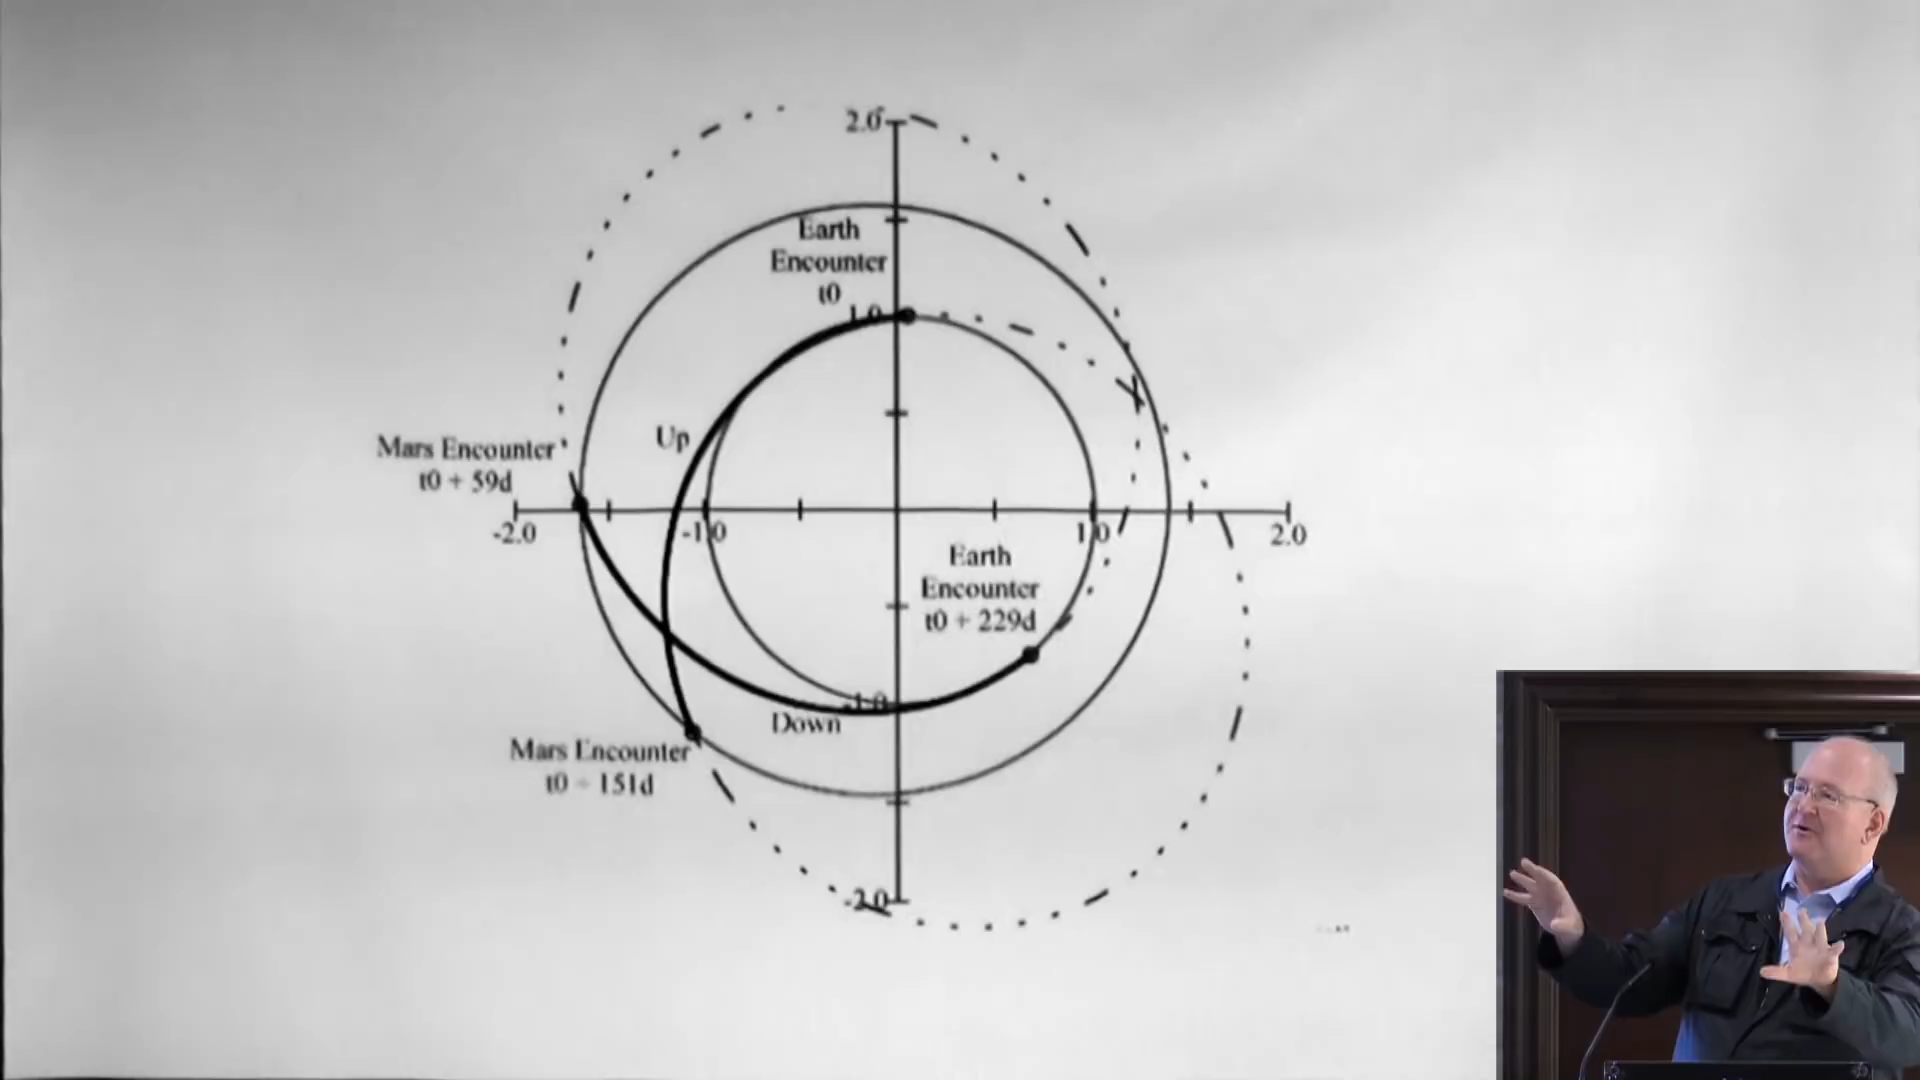 2.0
Earth
Encounter
t0
1.0
Up
Mars Encounter
t0 + 59d
-2.0
-1.0
1.0
2.0
Earth
Encounter
t0 + 229d
-1.0
Down
Mars Encounter
t0 - 151d
-2.0